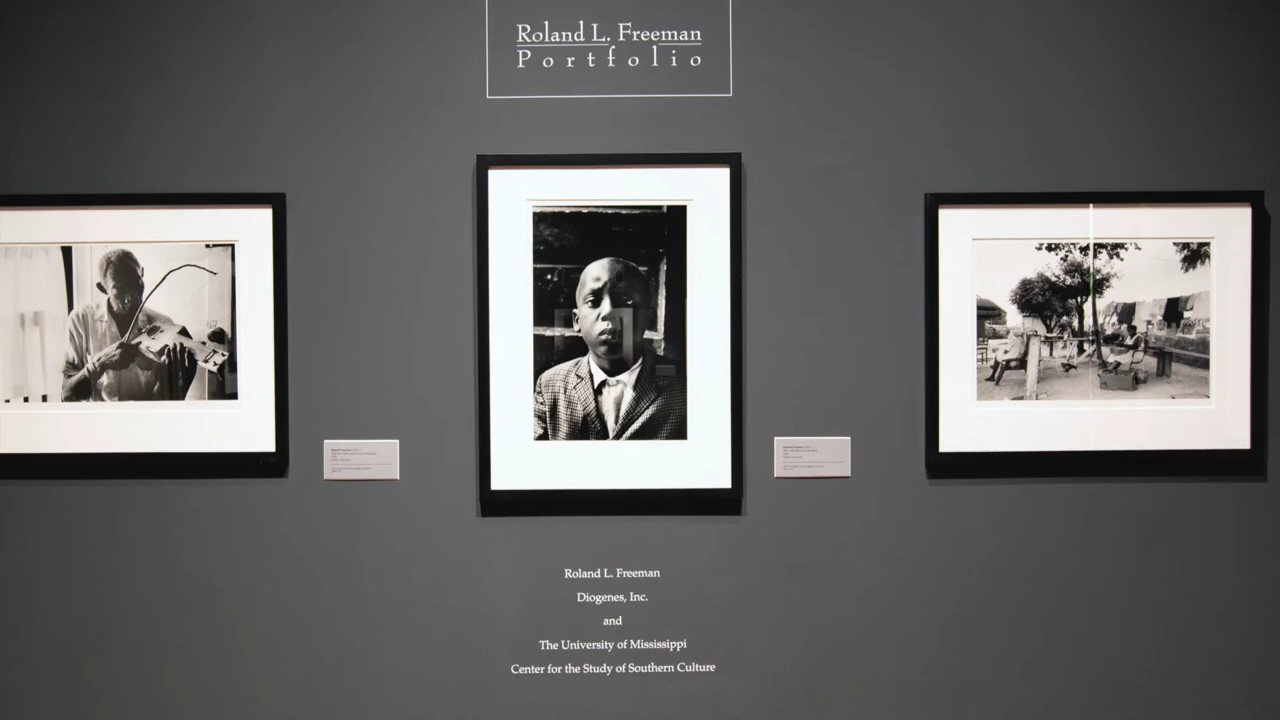 Roland L. Freeman
Portfolio
Roland L. Freeman
Diogenes, Inc.
and
The University of Mississippi
Center for the Study of Southern Culture